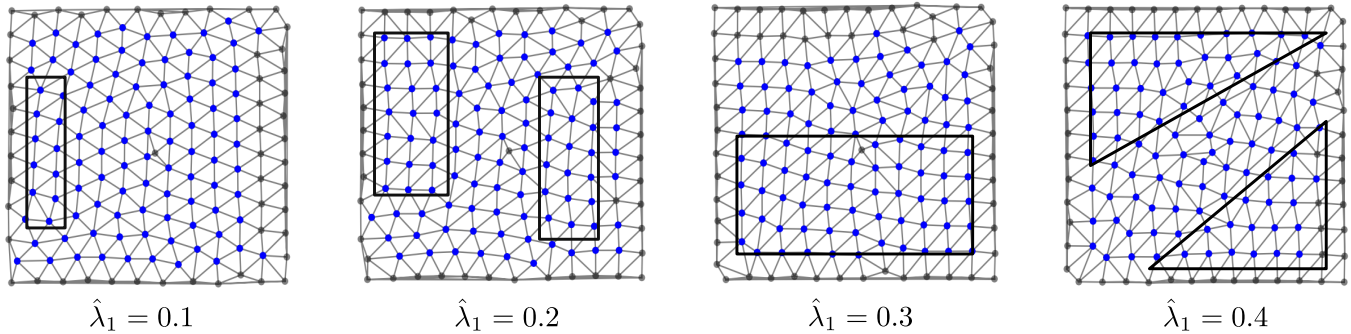 λ̂₁ = 0.1
λ̂₁ = 0.2
λ̂₁ = 0.3
λ̂₁ = 0.4